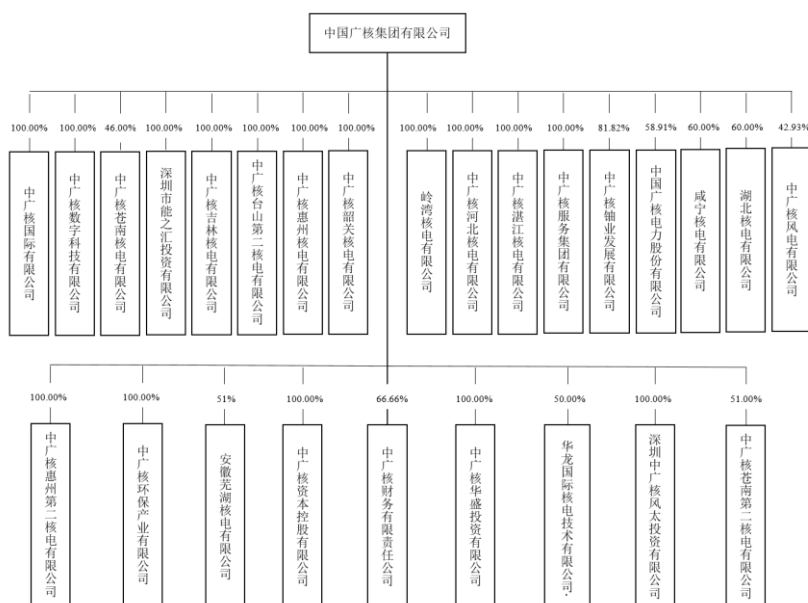 中国广核集团有限公司
100.00% 100.00% 46.00% 100.00% 100.00% 100.00% 100.00% 100.00% 100.00% 100.00% 100.00% 100.00% 81.82% 58.91% 60.00% 60.00% 42.93%
中广核国际有限公司
中广核数字科技有限公司
中广核苍南核电有限公司
深圳市能之汇投资有限公司
中广核吉林核电有限公司
中广核台山第二核电有限公司
中广核惠州核电有限公司
中广核韶关核电有限公司
岭湾核电有限公司
中广核河北核电有限公司
中广核湛江核电有限公司
中广核服务集团有限公司
中广核铀业发展有限公司
中国广核电力股份有限公司
咸宁核电有限公司
湖北核电有限公司
中广核风电有限公司
100.00% 100.00% 51% 100.00% 66.66% 100.00% 50.00% 100.00% 51.00%
中广核惠州第二核电有限公司
中广核环保产业有限公司
安徽芜湖核电有限公司
中广核资本控股有限公司
中广核财务有限责任公司
中广核华盛投资有限公司
华龙国际核电技术有限公司·
深圳中广核风太投资有限公司
中广核苍南第二核电有限公司